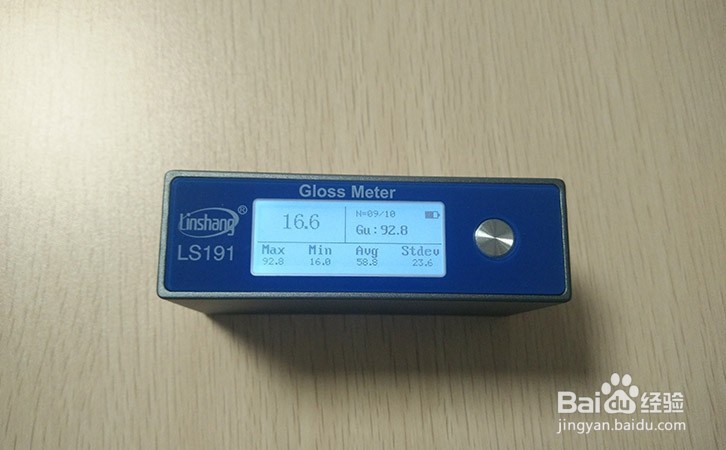 Gloss Meter
Linshang®
LS191
16.6
N=09/10
Gu:92.8
Max Min Avg Stdev
92.8 16.0 58.8 23.6
Bai du 经验
jingyan.baidu.com